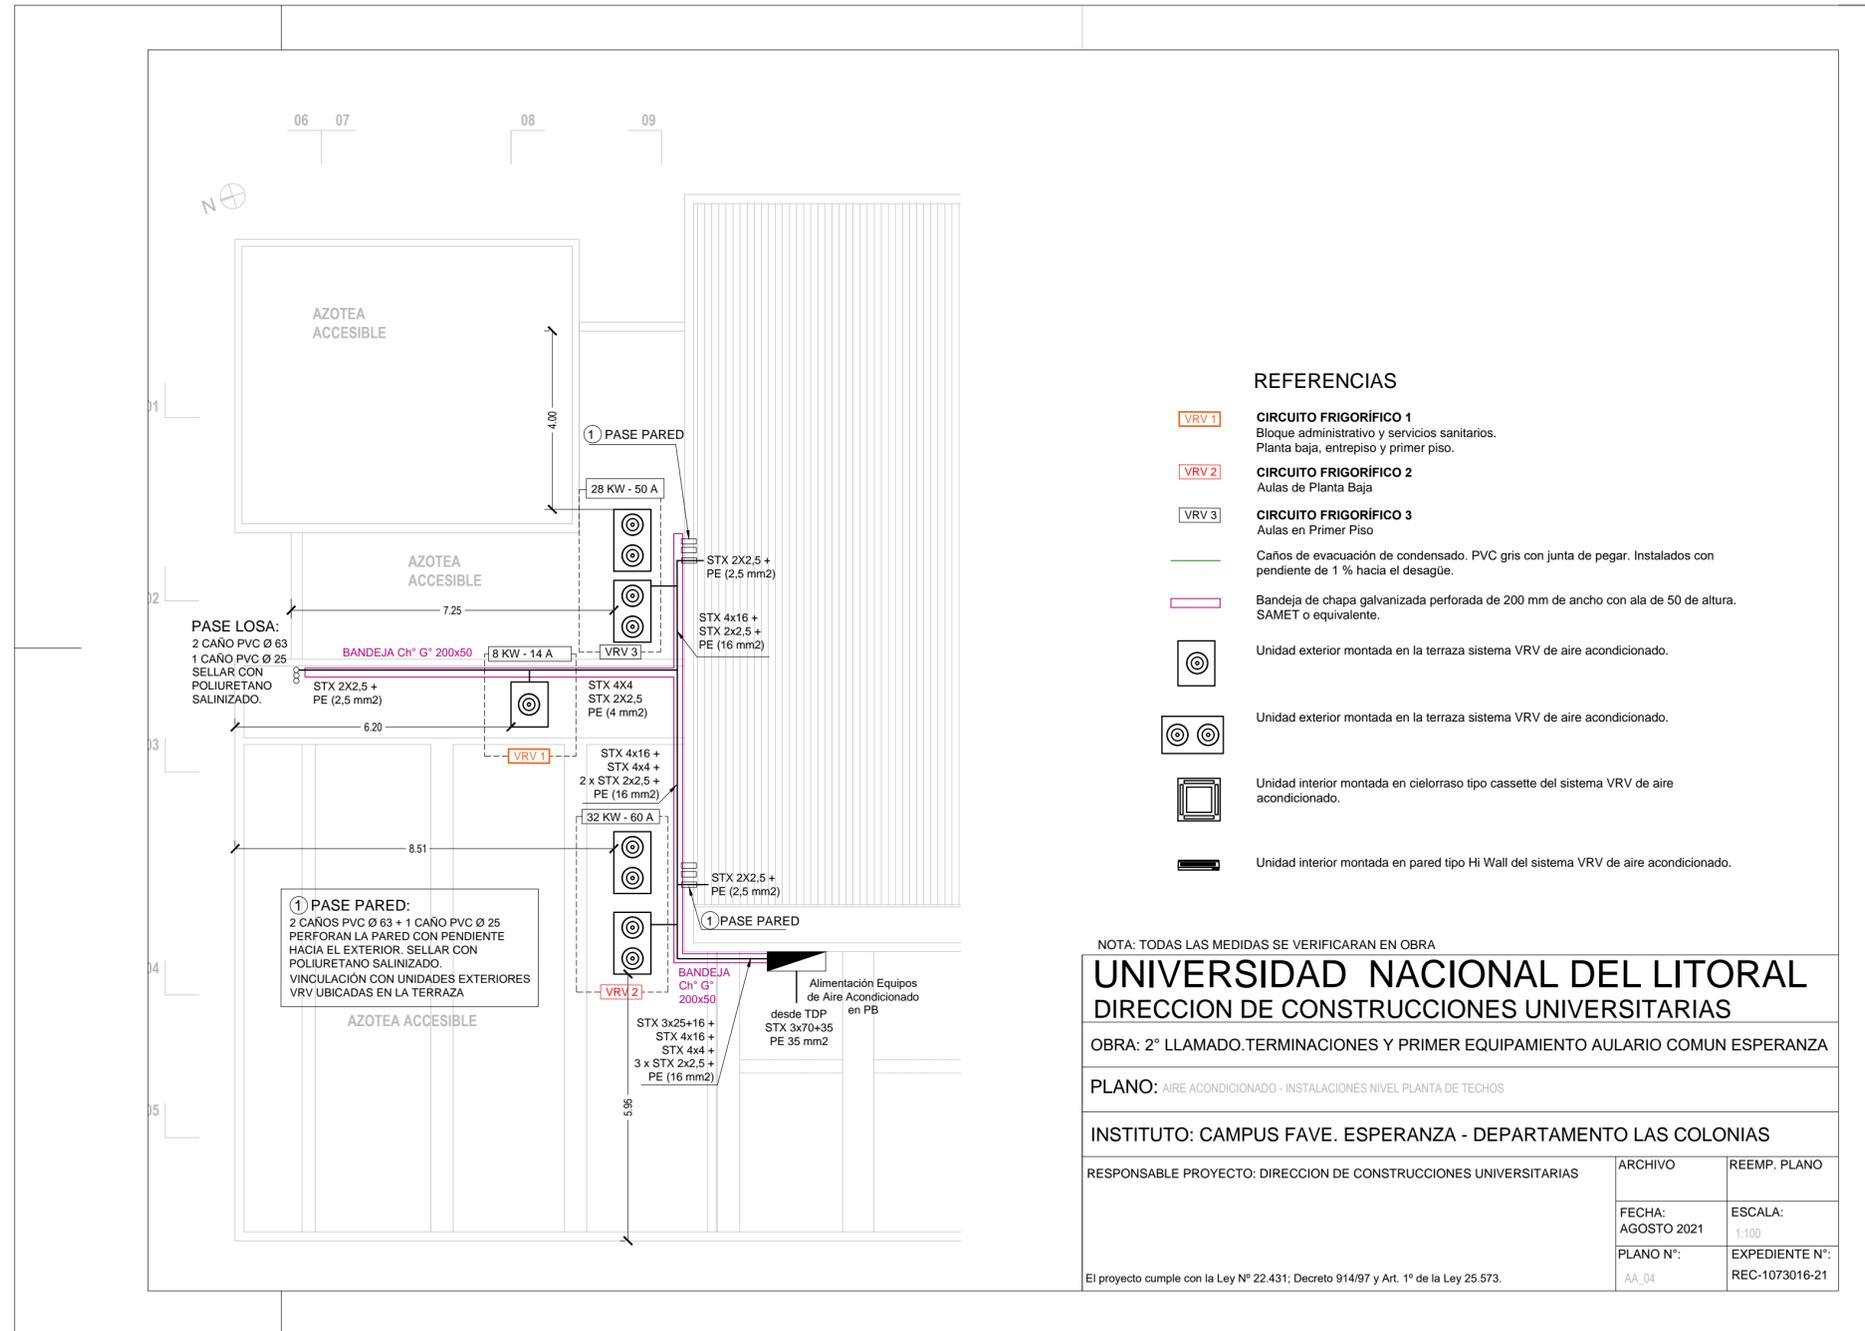 06 07
08
09
N
AZOTEA
ACCESIBLE
01
4.00
1 PASE PARED
28 KW - 50 A
STX 2X2,5 +
PE (2,5 mm2)
AZOTEA
ACCESIBLE
02
7.25
STX 4x16 +
STX 2x2,5 +
PE (16 mm2)
PASE LOSA:
2 CAÑO PVC Ø 63
1 CAÑO PVC Ø 25
SELLAR CON
POLIURETANO
SALINIZADO.
BANDEJA Ch° G° 200x50
8 KW - 14 A
VRV 3
STX 2X2,5 +
PE (2,5 mm2)
STX 4X4
STX 2X2,5
PE (4 mm2)
6.20
03
VRV 1
STX 4x16 +
STX 4x4 +
2 x STX 2x2,5 +
PE (16 mm2)
32 KW - 60 A
8.51
STX 2X2,5 +
PE (2,5 mm2)
1 PASE PARED:
2 CAÑOS PVC Ø 63 + 1 CAÑO PVC Ø 25
PERFORAN LA PARED CON PENDIENTE
HACIA EL EXTERIOR. SELLAR CON
POLIURETANO SALINIZADO.
VINCULACIÓN CON UNIDADES EXTERIORES
VRV UBICADAS EN LA TERRAZA
1 PASE PARED
04
VRV 2
BANDEJA
Ch° G°
200x50
Alimentación Equipos
de Aire Acondicionado
en PB
AZOTEA ACCESIBLE
desde TDP
STX 3x70+35
PE 35 mm2
STX 3x25+16 +
STX 4x16 +
STX 4x4 +
3 x STX 2x2,5 +
PE (16 mm2)
05
5.95
REFERENCIAS
VRV 1
CIRCUITO FRIGORÍFICO 1
Bloque administrativo y servicios sanitarios.
Planta baja, entrepiso y primer piso.
VRV 2
CIRCUITO FRIGORÍFICO 2
Aulas de Planta Baja
VRV 3
CIRCUITO FRIGORÍFICO 3
Aulas en Primer Piso
Caños de evacuación de condensado. PVC gris con junta de pegar. Instalados con
pendiente de 1 % hacia el desagüe.
Bandeja de chapa galvanizada perforada de 200 mm de ancho con ala de 50 de altura.
SAMET o equivalente.
Unidad exterior montada en la terraza sistema VRV de aire acondicionado.
Unidad exterior montada en la terraza sistema VRV de aire acondicionado.
Unidad interior montada en cielorraso tipo cassette del sistema VRV de aire
acondicionado.
Unidad interior montada en pared tipo Hi Wall del sistema VRV de aire acondicionado.
NOTA: TODAS LAS MEDIDAS SE VERIFICARAN EN OBRA
UNIVERSIDAD NACIONAL DEL LITORAL
DIRECCION DE CONSTRUCCIONES UNIVERSITARIAS
OBRA: 2° LLAMADO.TERMINACIONES Y PRIMER EQUIPAMIENTO AULARIO COMUN ESPERANZA
PLANO: AIRE ACONDICIONADO - INSTALACIONES NIVEL PLANTA DE TECHOS
INSTITUTO: CAMPUS FAVE. ESPERANZA - DEPARTAMENTO LAS COLONIAS
RESPONSABLE PROYECTO: DIRECCION DE CONSTRUCCIONES UNIVERSITARIAS
ARCHIVO
REEMP. PLANO
FECHA:
AGOSTO 2021
ESCALA:
1:100
PLANO N°:
AA_04
EXPEDIENTE N°:
REC-1073016-21
El proyecto cumple con la Ley Nº 22.431; Decreto 914/97 y Art. 1º de la Ley 25.573.